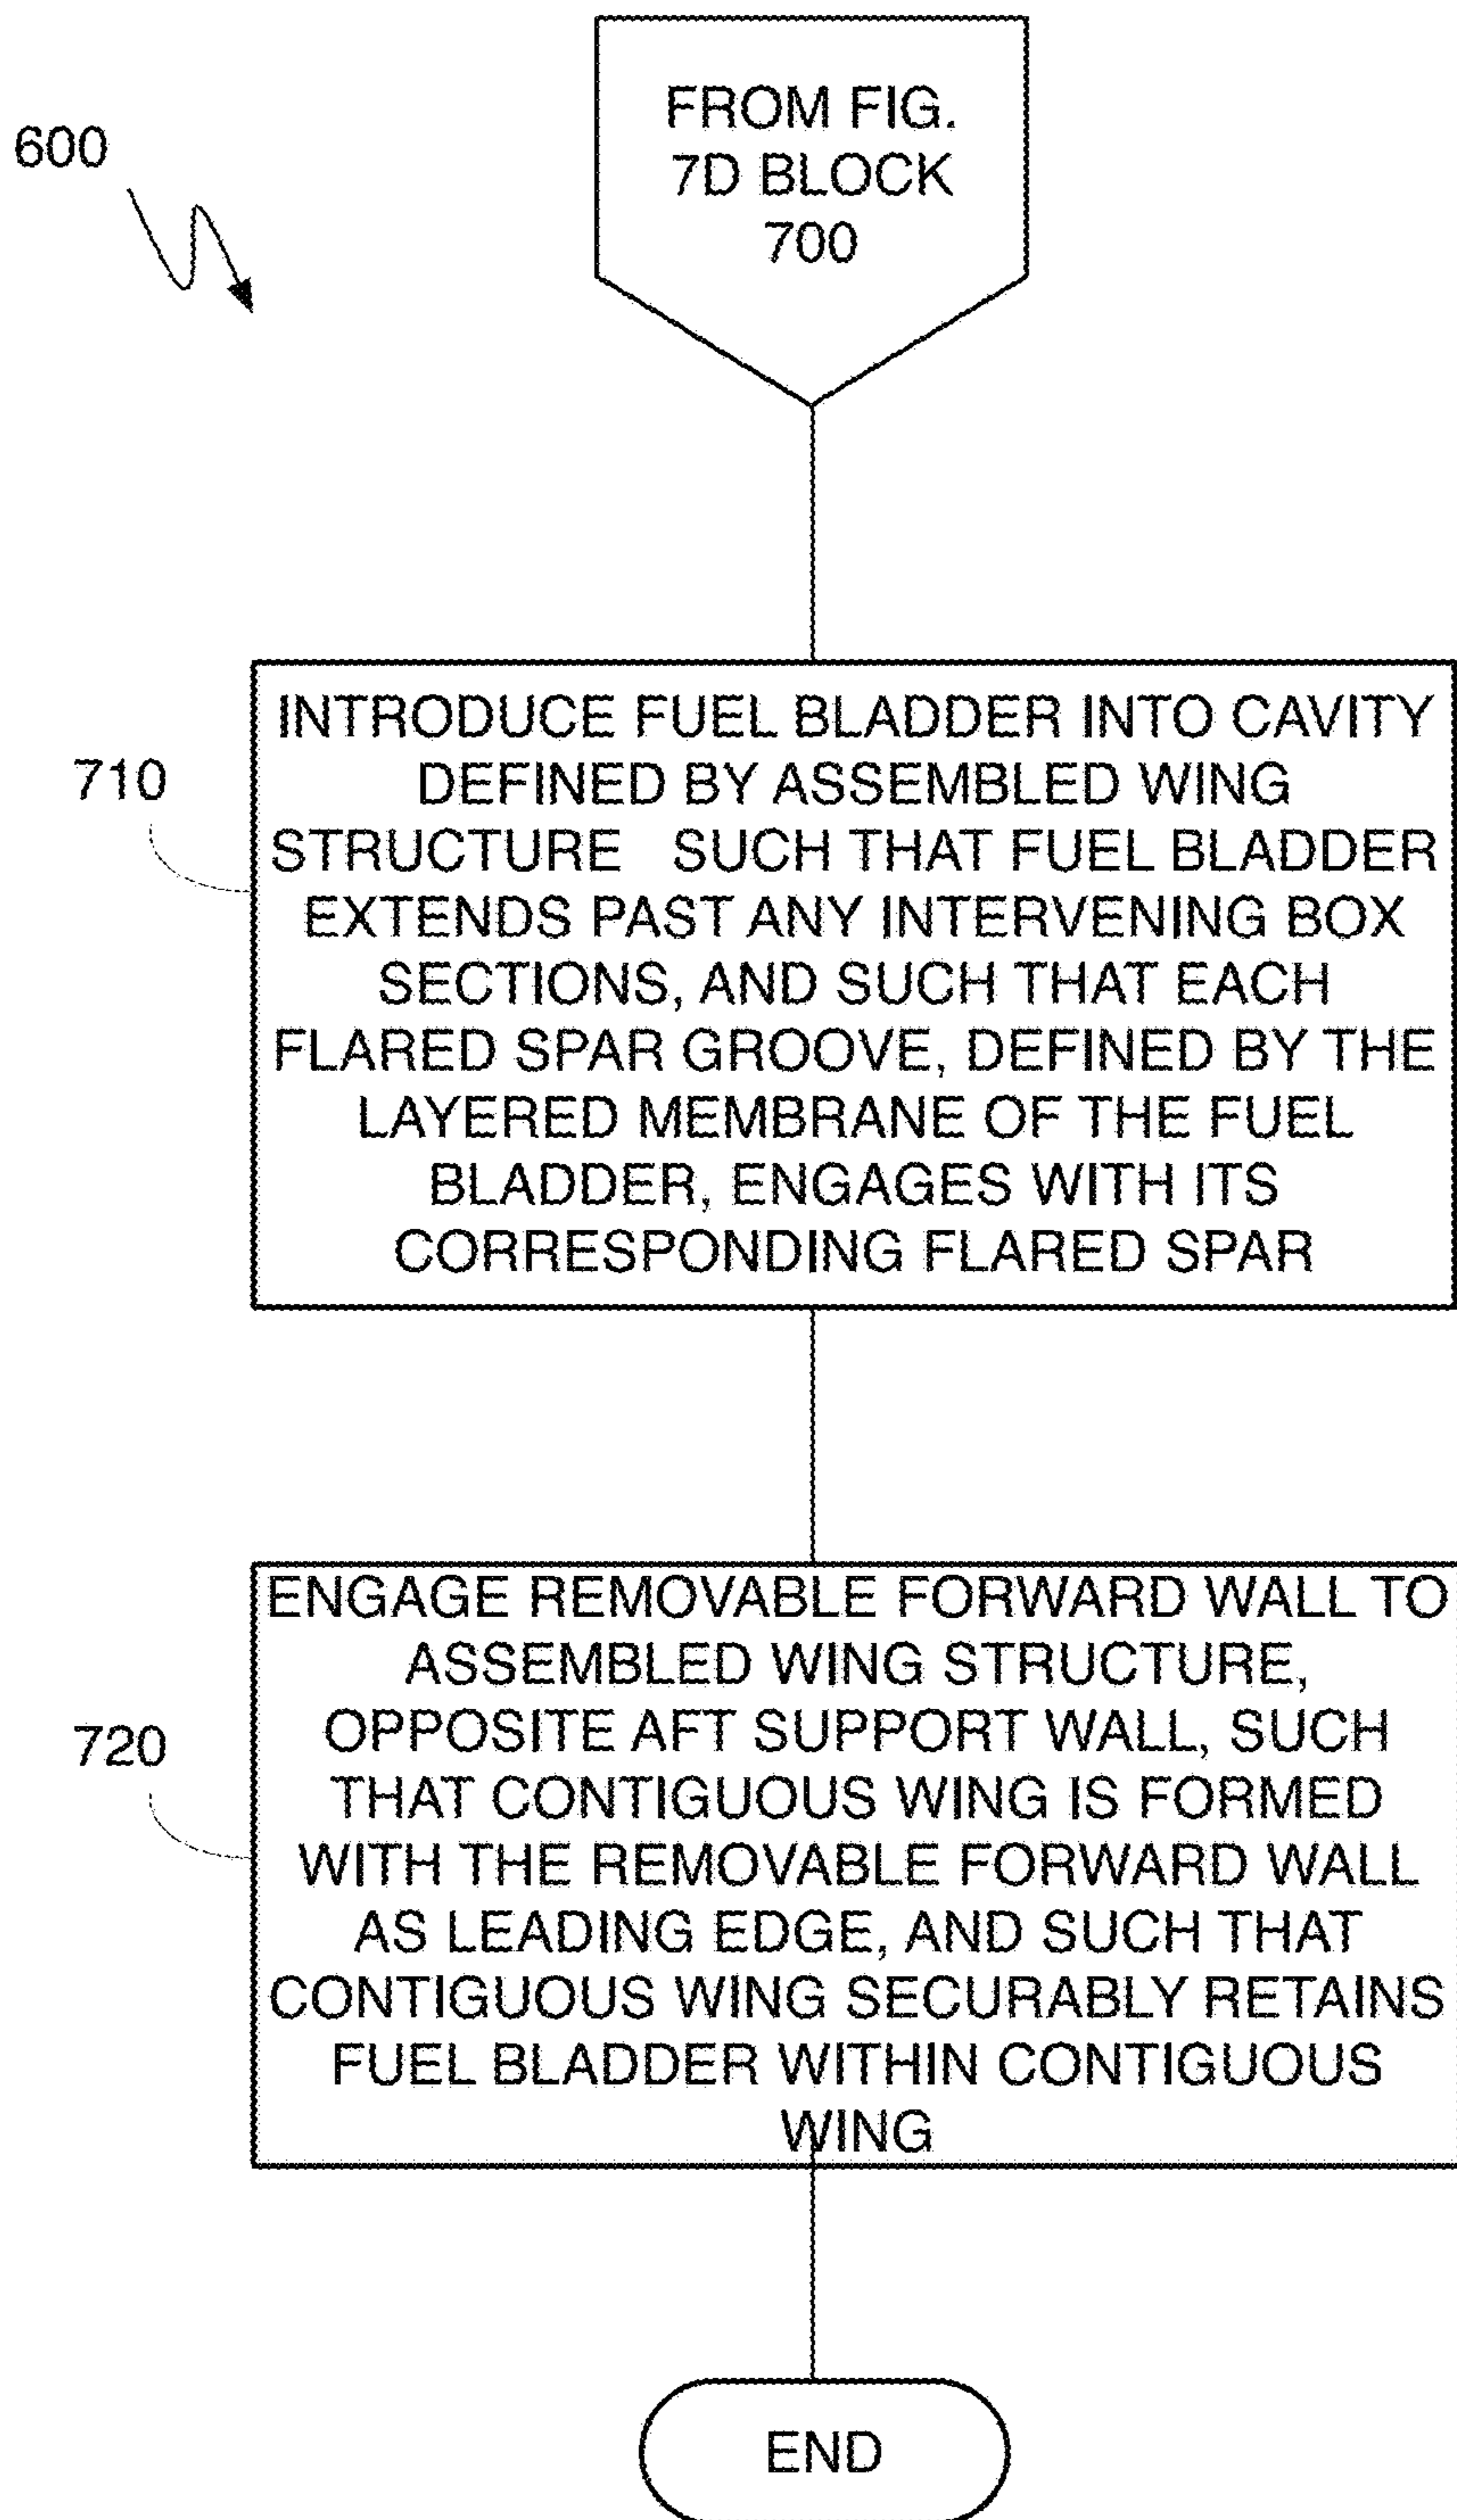 FROM FIG.
7D BLOCK
700
600
710
INTRODUCE FUEL BLADDER INTO CAVITY
DEFINED BY ASSEMBLED WING
STRUCTURE SUCH THAT FUEL BLADDER
EXTENDS PAST ANY INTERVENING BOX
SECTIONS, AND SUCH THAT EACH
FLARED SPAR GROOVE, DEFINED BY THE
LAYERED MEMBRANE OF THE FUEL
BLADDER, ENGAGES WITH ITS
CORRESPONDING FLARED SPAR
720
ENGAGE REMOVABLE FORWARD WALL TO
ASSEMBLED WING STRUCTURE,
OPPOSITE AFT SUPPORT WALL, SUCH
THAT CONTIGUOUS WING IS FORMED
WITH THE REMOVABLE FORWARD WALL
AS LEADING EDGE, AND SUCH THAT
CONTIGUOUS WING SECURABLY RETAINS
FUEL BLADDER WITHIN CONTIGUOUS
WING
END